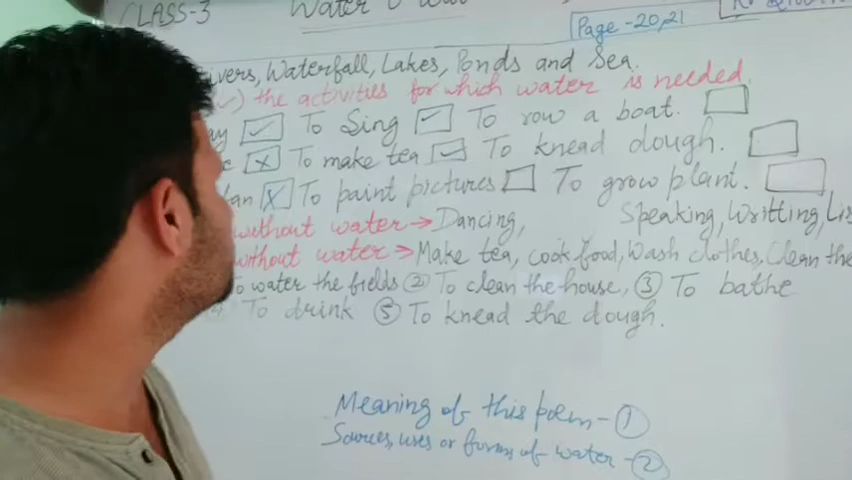 CLASS-3 Water
Page -20,21
vers, Waterfall, Lakes, Ponds and Sea.
(✓) the activities for which water is needed
✓ To Sing ✓ To row a boat.
x To make tea ✓ To knead dough.
x To paint pictures To grow plant.
without water → Dancing, Speaking, Writting, Lis
without water → Make tea, cook food, Wash clothes, Clean the
To water the fields ② To clean the house, ③ To bathe
To drink ⑤ To knead the dough.
Meaning of this poem - ①
Sources, uses or forms of water - ②